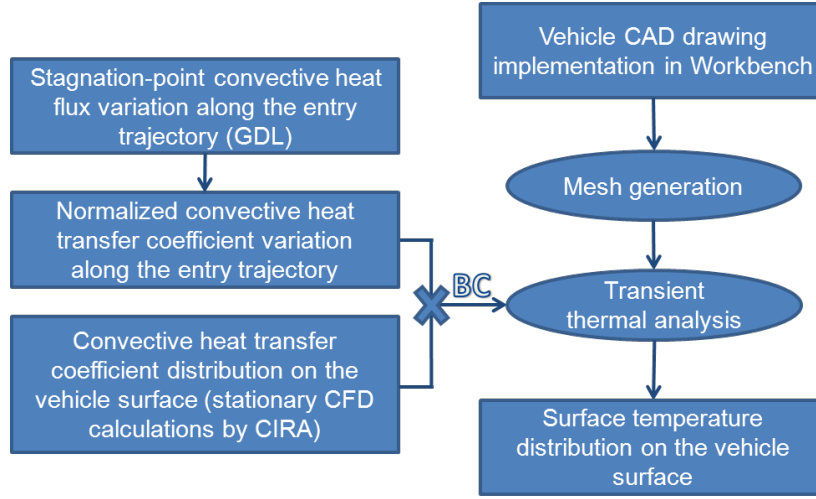 Stagnation-point convective heat
flux variation along the entry
trajectory (GDL)
Normalized convective heat
transfer coefficient variation
along the entry trajectory
Convective heat transfer
coefficient distribution on the
vehicle surface (stationary CFD
calculations by CIRA)
BC
Vehicle CAD drawing
implementation in Workbench
Mesh generation
Transient
thermal analysis
Surface temperature
distribution on the vehicle
surface